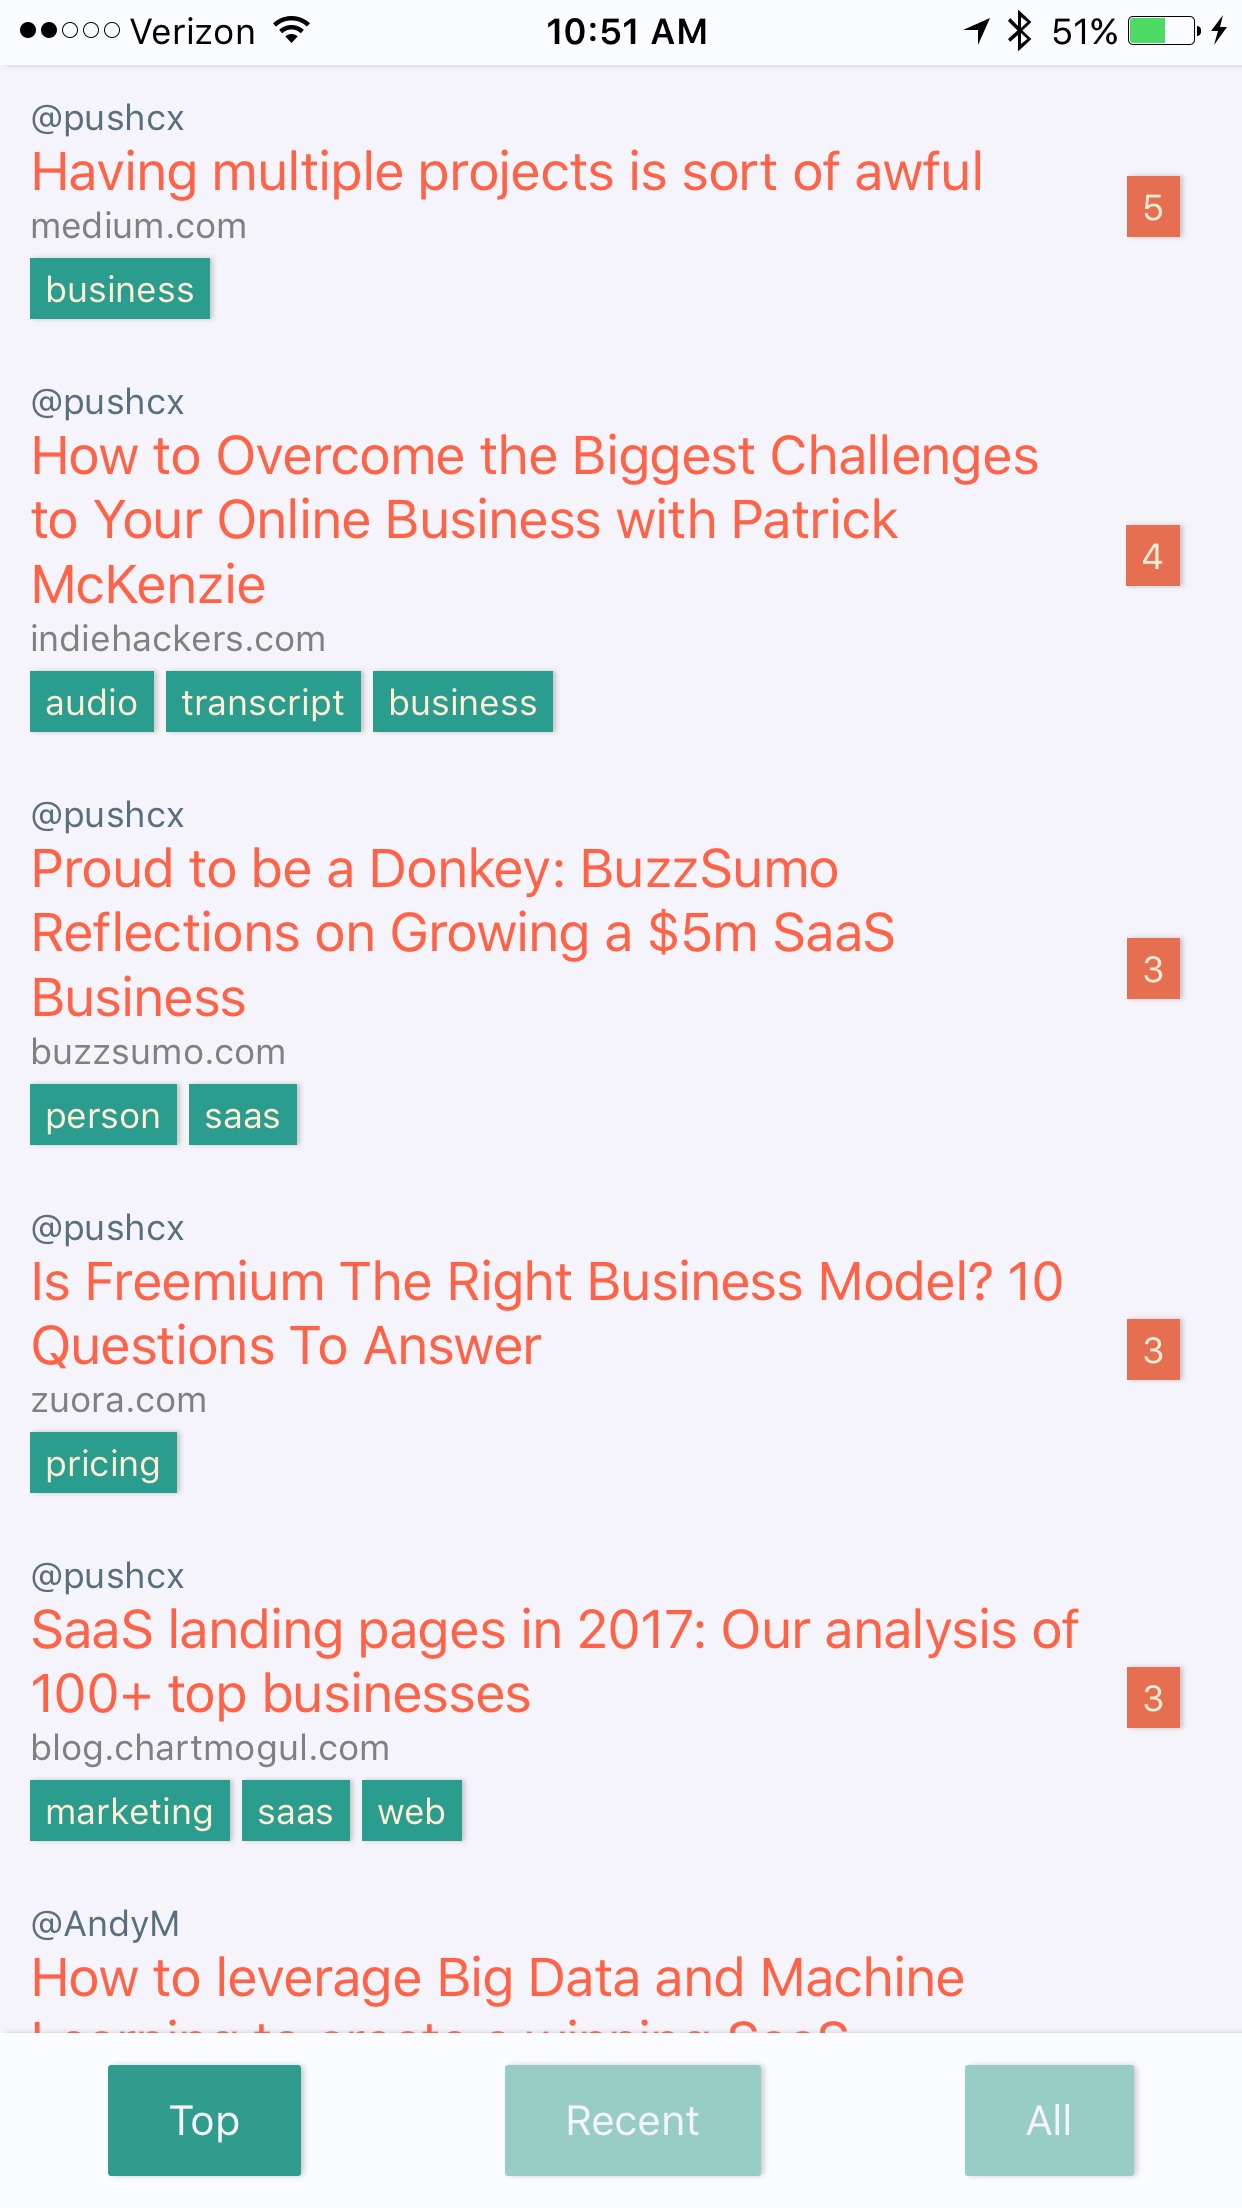 Verizon 10:51 AM 51%
@pushcx
Having multiple projects is sort of awful
5
medium.com
business
@pushcx
How to Overcome the Biggest Challenges
to Your Online Business with Patrick
McKenzie
4
indiehackers.com
audio transcript business
@pushcx
Proud to be a Donkey: BuzzSumo
Reflections on Growing a $5m SaaS
Business
3
buzzsumo.com
person saas
@pushcx
Is Freemium The Right Business Model? 10
Questions To Answer
3
zuora.com
pricing
@pushcx
SaaS landing pages in 2017: Our analysis of
100+ top businesses
3
blog.chartmogul.com
marketing saas web
@AndyM
How to leverage Big Data and Machine
Learning to create a winning SaaS
Top Recent All